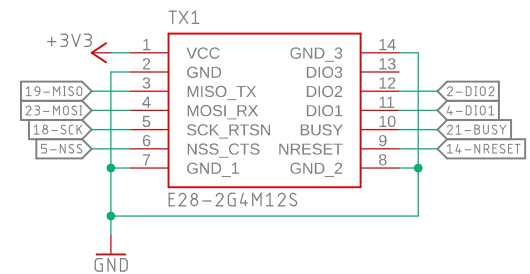 TX1
+3V3
1 VCC GND_3 14
2 GND DIO3 13
19-MISO 3 MISO_TX DIO2 12 2-DIO2
23-MOSI 4 MOSI_RX DIO1 11 4-DIO1
18-SCK 5 SCK_RTSN BUSY 10 21-BUSY
5-NSS 6 NSS_CTS NRESET 9 14-NRESET
7 GND_1 GND_2 8
E28-2G4M12S
GND